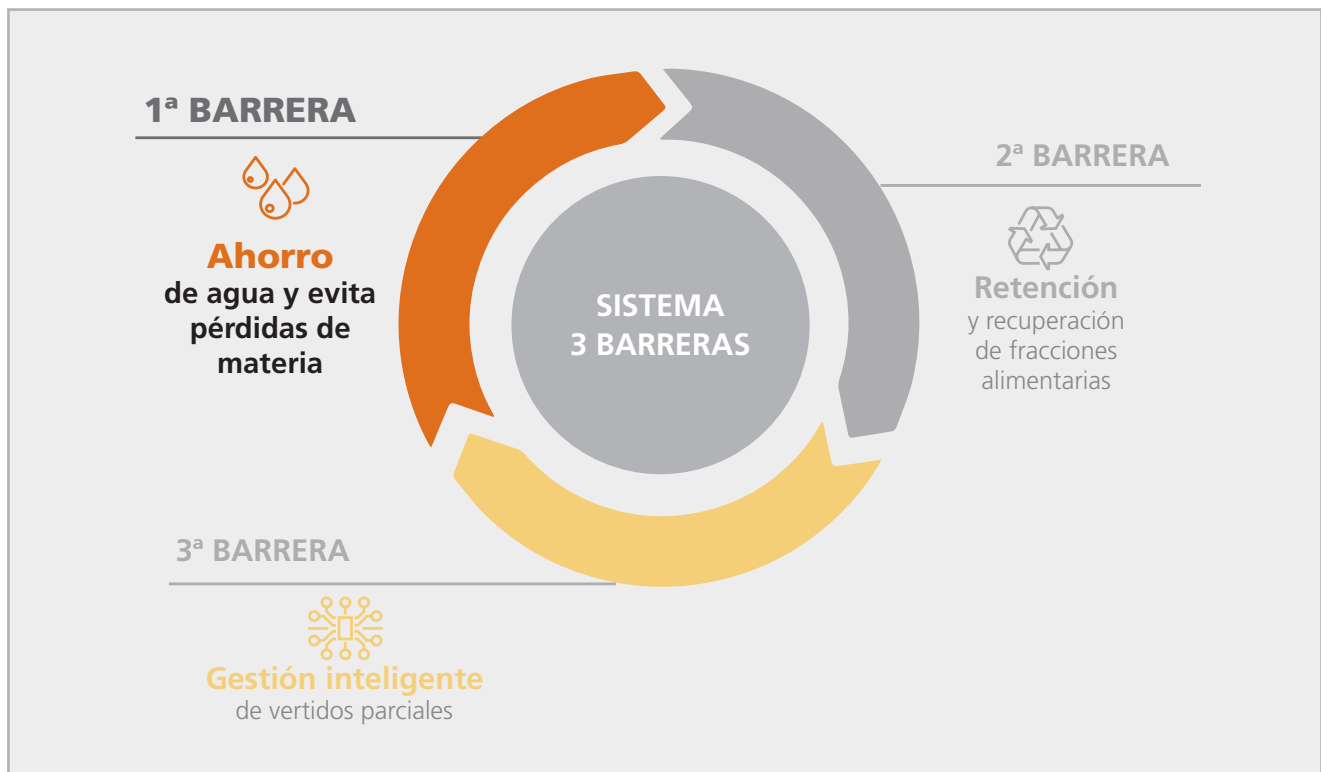 1ª BARRERA
Ahorro
de agua y evita
pérdidas de
materia
2ª BARRERA
Retención
y recuperación
de fracciones
alimentarias
SISTEMA
3 BARRERAS
3ª BARRERA
Gestión inteligente
de vertidos parciales